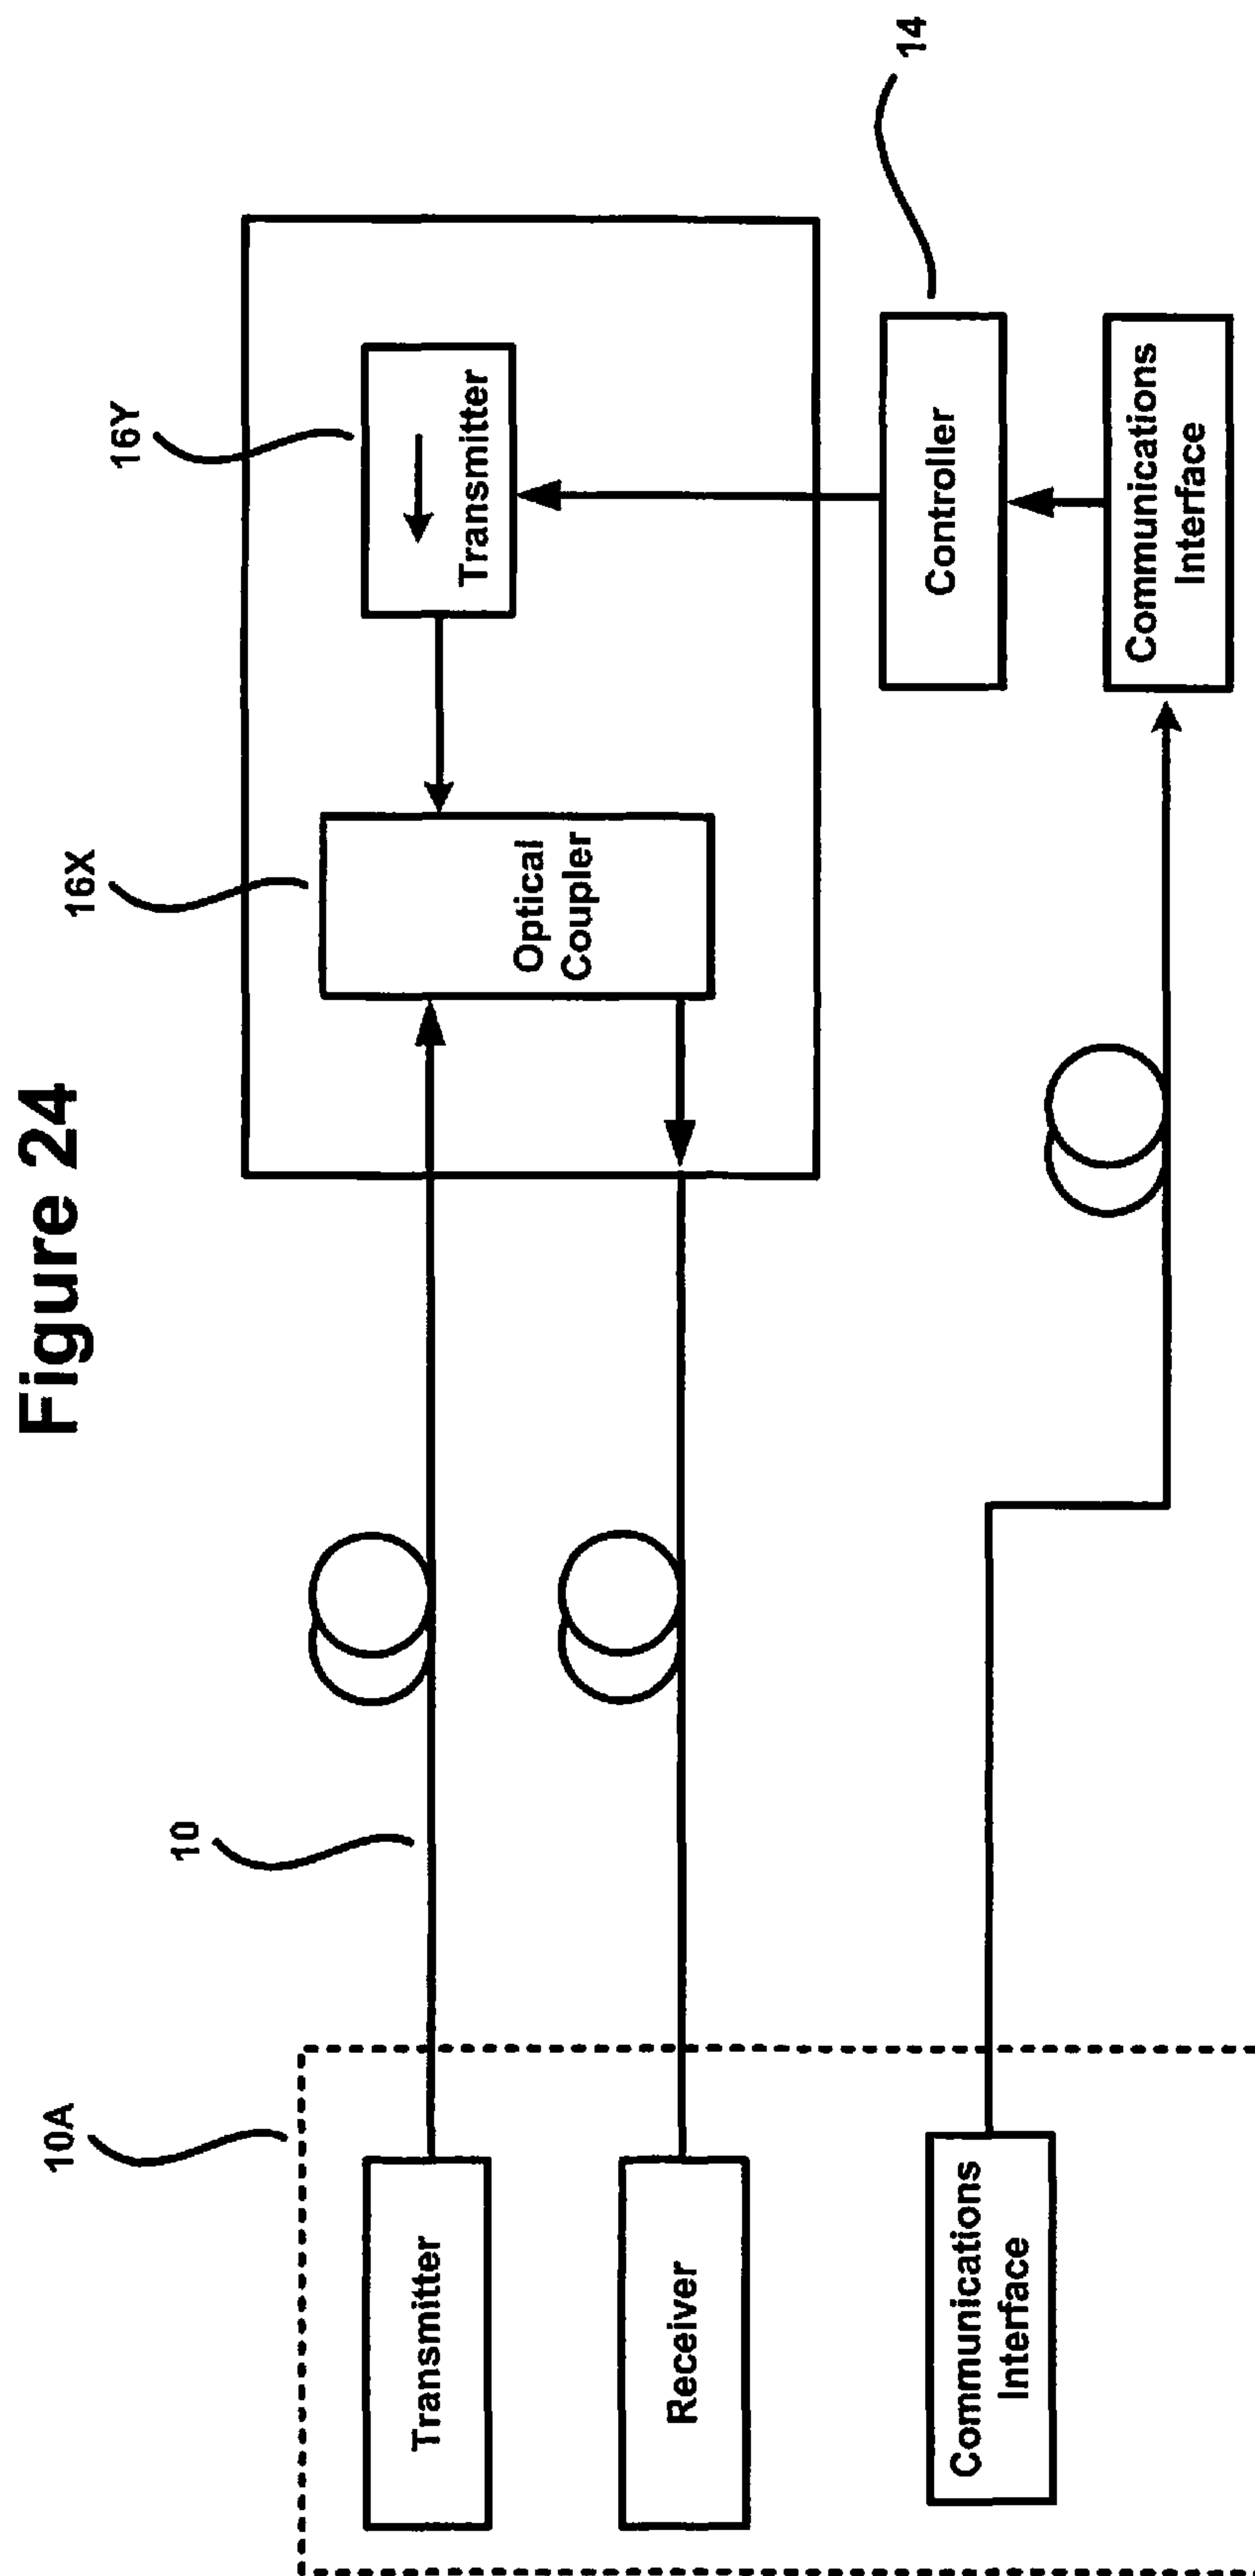 Figure 24
10A
10
16X
16Y
14
Transmitter
Receiver
Communications
Interface
Optical
Coupler
Transmitter
Controller
Communications
Interface